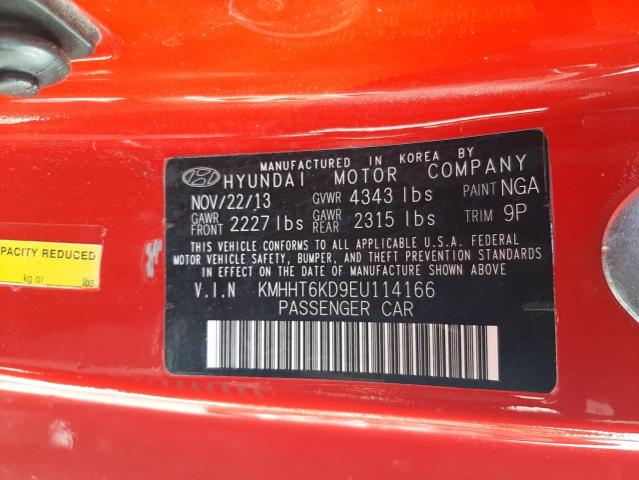 MANUFACTURED IN KOREA BY
HYUNDAI MOTOR COMPANY
NOV/22/13 GVWR 4343 lbs PAINT NGA
GAWR FRONT 2227 lbs GAWR REAR 2315 lbs TRIM 9P
THIS VEHICLE CONFORMS TO ALL APPLICABLE U.S.A. FEDERAL
MOTOR VEHICLE SAFETY, BUMPER, AND THEFT PREVENTION STANDARDS
IN EFFECT ON THE DATE OF MANUFACTURE SHOWN ABOVE
V.I.N KMHHT6KD9EU114166
PASSENGER CAR
CAPACITY REDUCED
kg or lbs